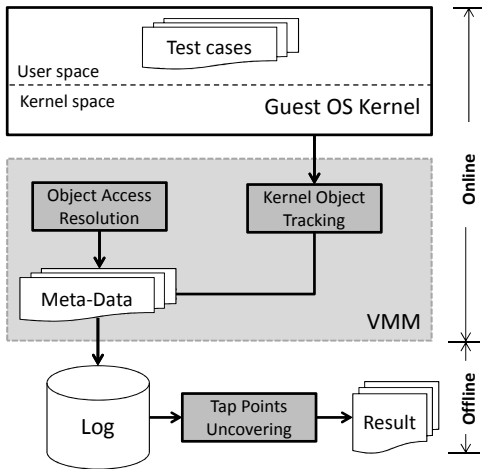 Test cases
User space
Kernel space
Guest OS Kernel
Object Access
Resolution
Kernel Object
Tracking
Meta-Data
VMM
Log
Tap Points
Uncovering
Result
Online
Offline